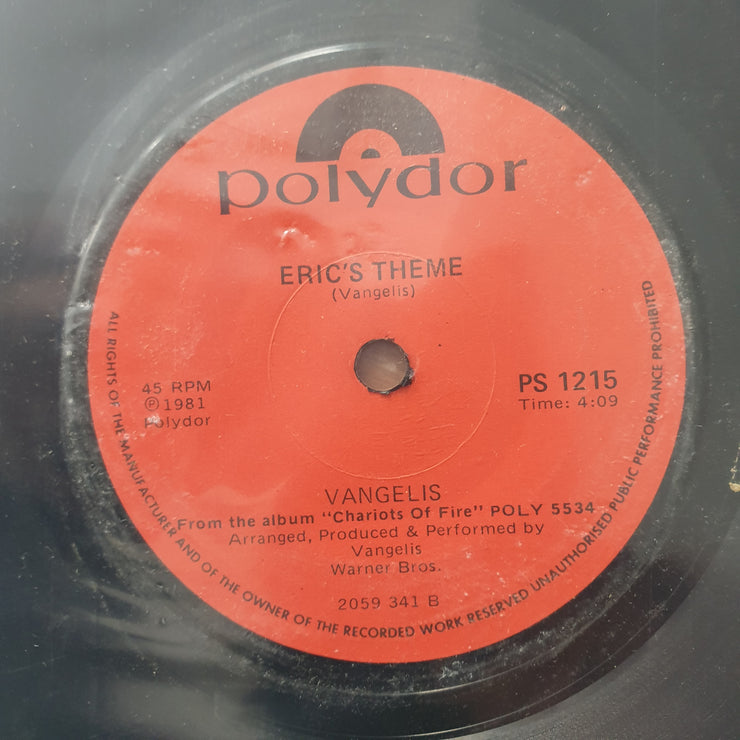 polydor
ERIC'S THEME
(Vangelis)
45 RPM
℗ 1981
Polydor
PS 1215
Time: 4:09
VANGELIS
From the album "Chariots Of Fire" POLY 5534
Arranged, Produced & Performed by
Vangelis
Warner Bros.
2059 341 B
ALL RIGHTS OF THE MANUFACTURER AND OF THE OWNER OF THE RECORDED WORK RESERVED UNAUTHORISED PUBLIC PERFORMANCE PROHIBITED